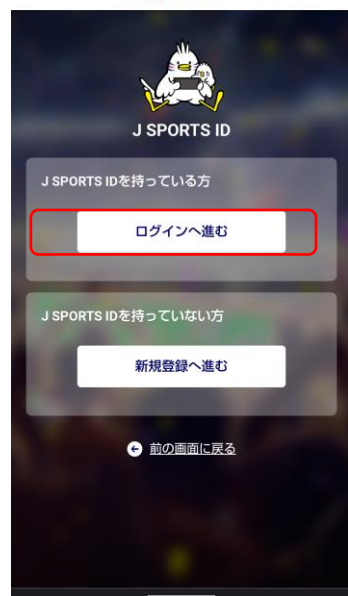 J SPORTS ID
J SPORTS IDを持っている方
ログインへ進む
J SPORTS IDを持っていない方
新規登録へ進む
前の画面に戻る